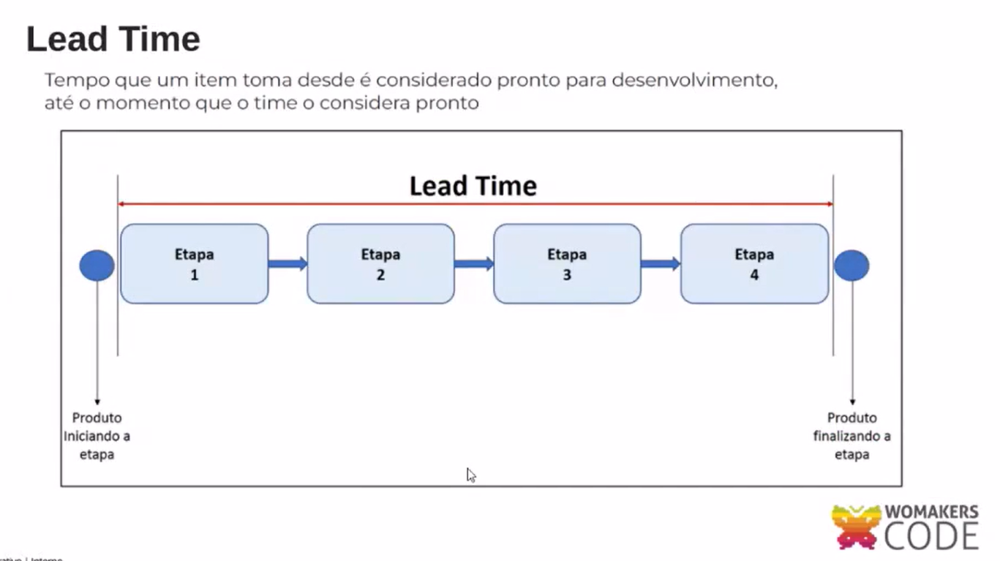 Lead Time
Tempo que um item toma desde é considerado pronto para desenvolvimento,
até o momento que o time o considera pronto
Lead Time
Etapa
1
Etapa
2
Etapa
3
Etapa
4
Produto
Iniciando a
etapa
Produto
finalizando a
etapa
WOMAKERS
CODE